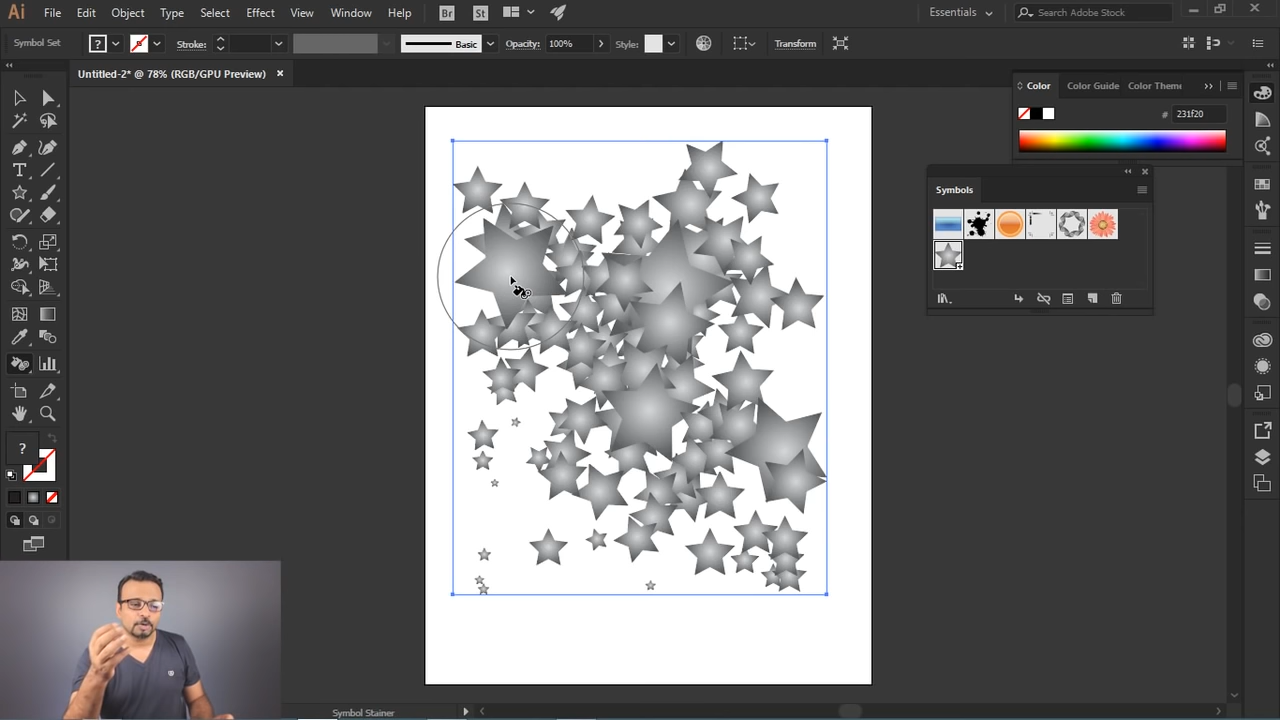 Ai File Edit Object Type Select Effect View Window Help Br St Essentials Search Adobe Stock
Symbol Set ? Stroke: Basic Opacity: 100% Style: Transform
Untitled-2* @ 78% (RGB/GPU Preview) ×
Color Color Guide Color Theme
# 231f20
Symbols
?
Symbol Stainer